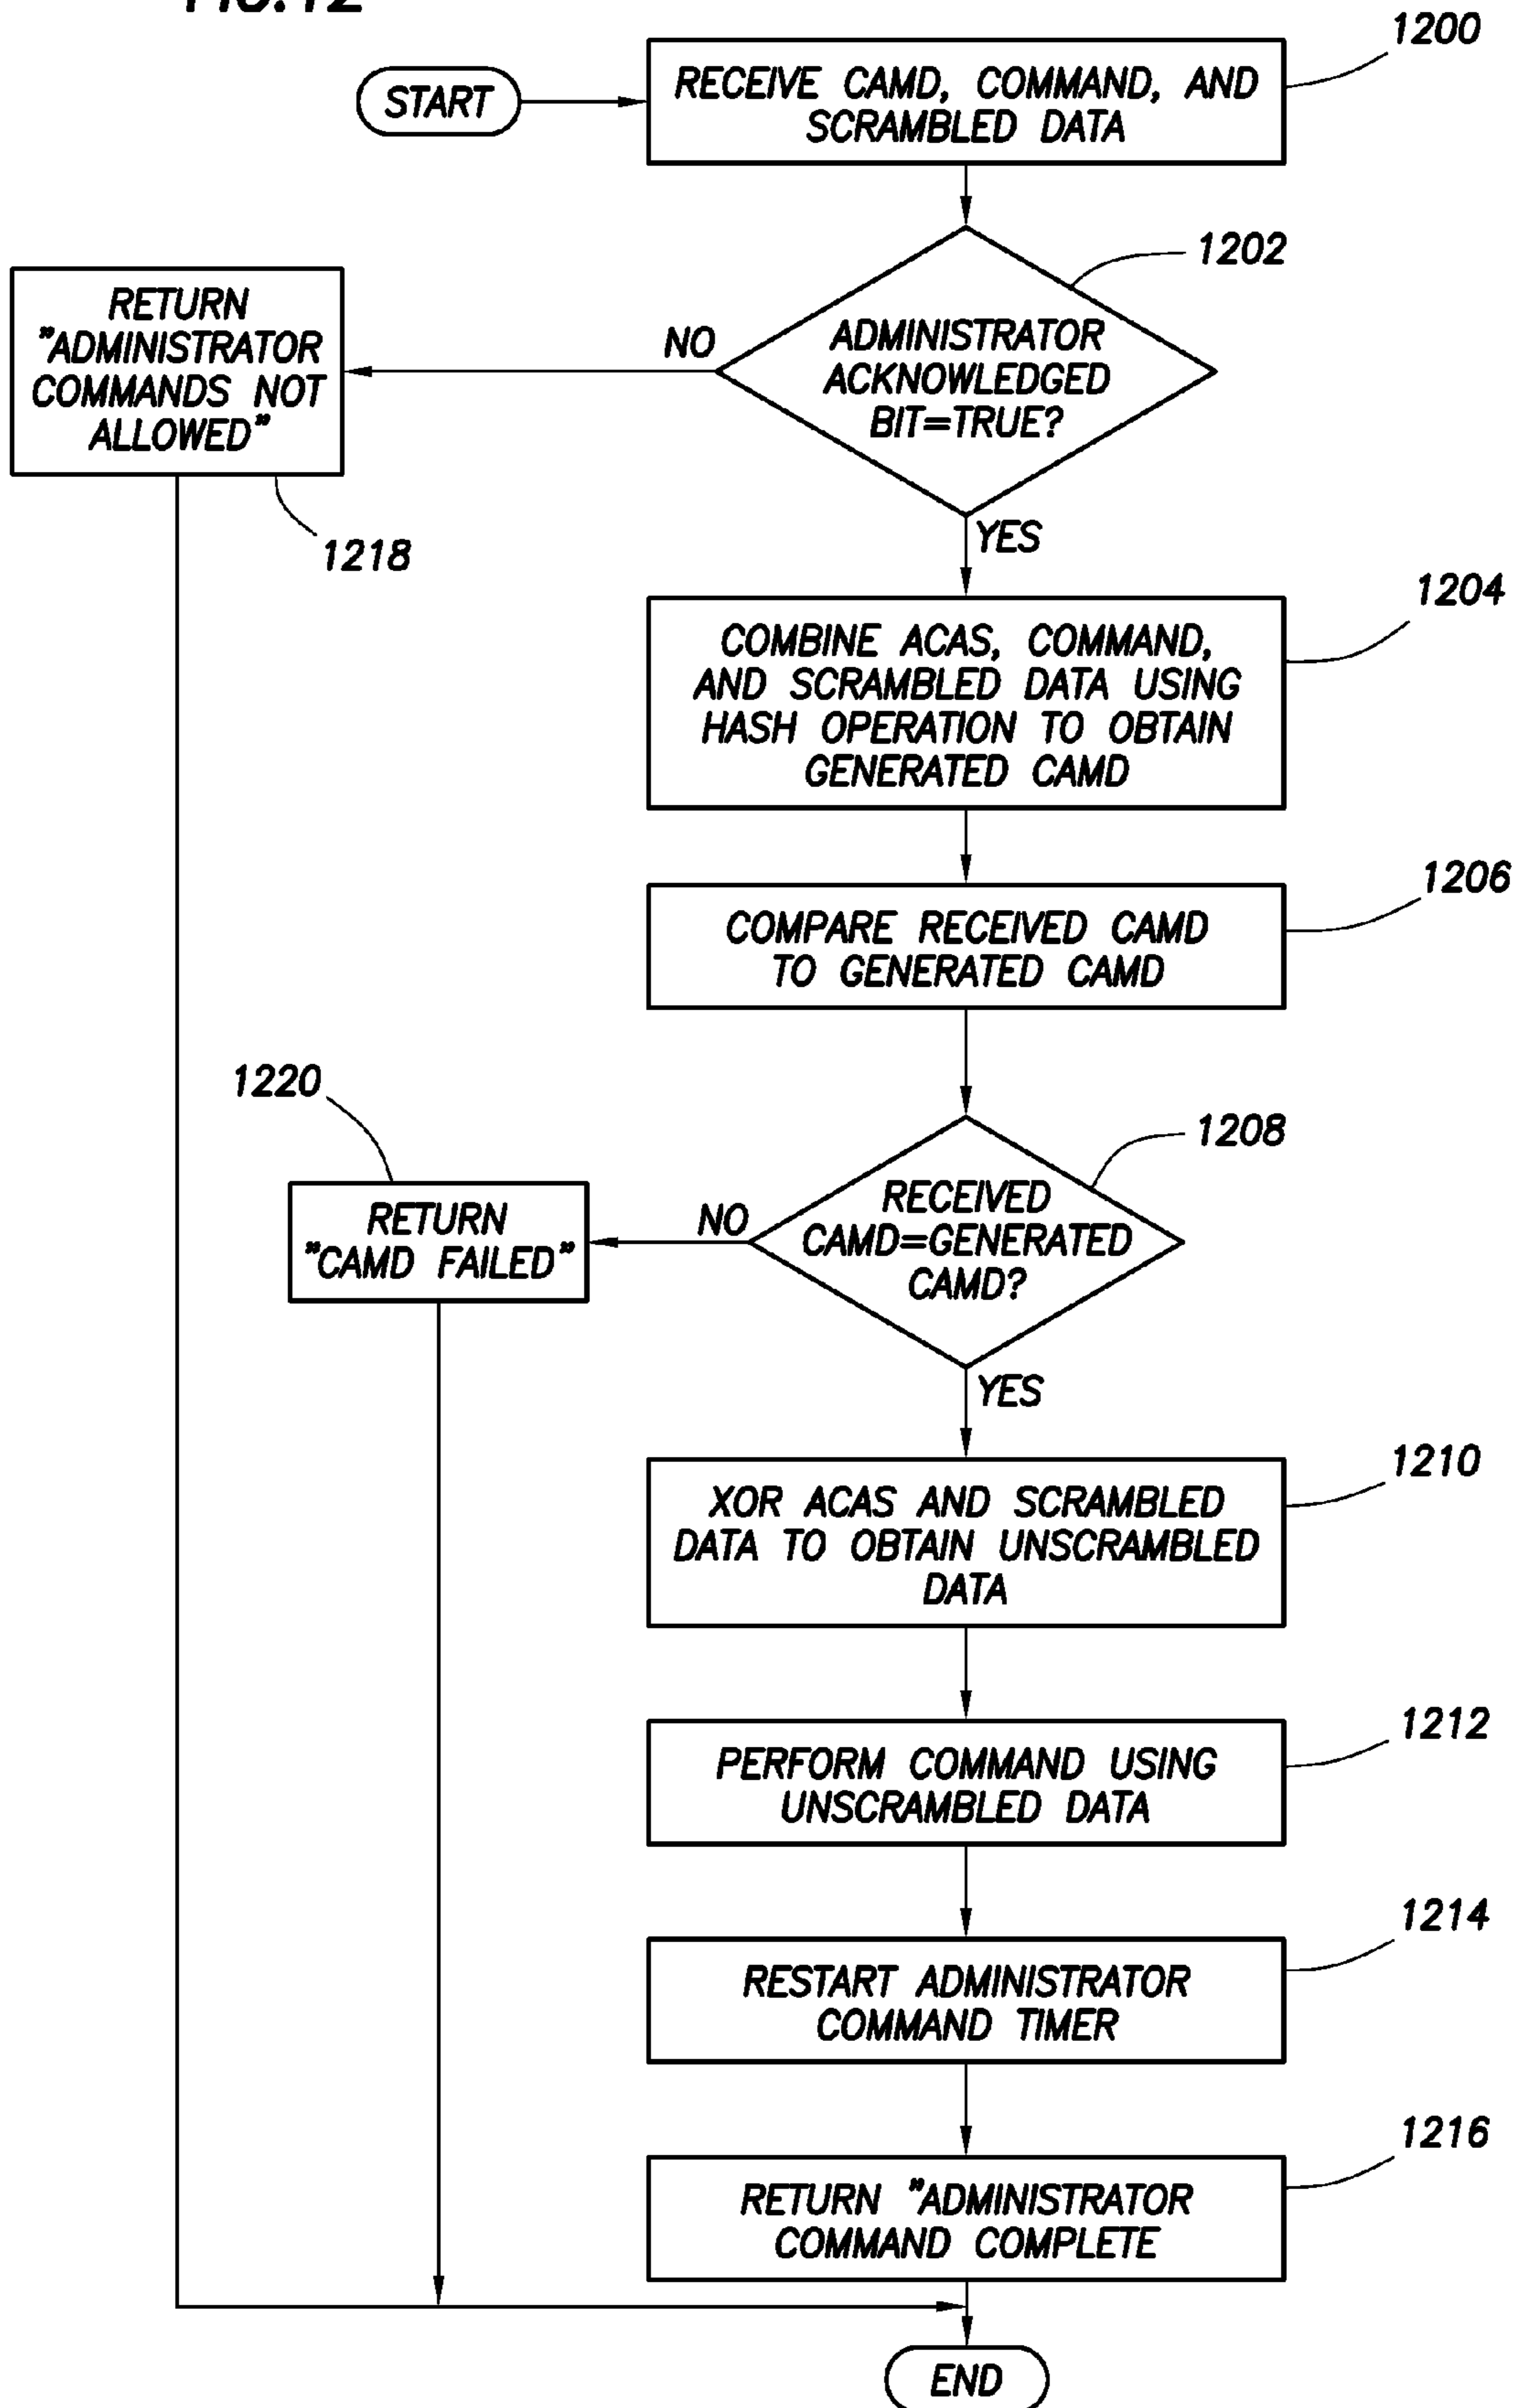 FIG.12
1200
START
RECEIVE CAMD, COMMAND, AND
SCRAMBLED DATA
1202
RETURN
"ADMINISTRATOR
COMMANDS NOT
ALLOWED"
NO
ADMINISTRATOR
ACKNOWLEDGED
BIT=TRUE?
YES
1218
1204
COMBINE ACAS, COMMAND,
AND SCRAMBLED DATA USING
HASH OPERATION TO OBTAIN
GENERATED CAMD
1206
COMPARE RECEIVED CAMD
TO GENERATED CAMD
1220
1208
RETURN
"CAMD FAILED"
NO
RECEIVED
CAMD=GENERATED
CAMD?
YES
1210
XOR ACAS AND SCRAMBLED
DATA TO OBTAIN UNSCRAMBLED
DATA
1212
PERFORM COMMAND USING
UNSCRAMBLED DATA
1214
RESTART ADMINISTRATOR
COMMAND TIMER
1216
RETURN "ADMINISTRATOR
COMMAND COMPLETE
END